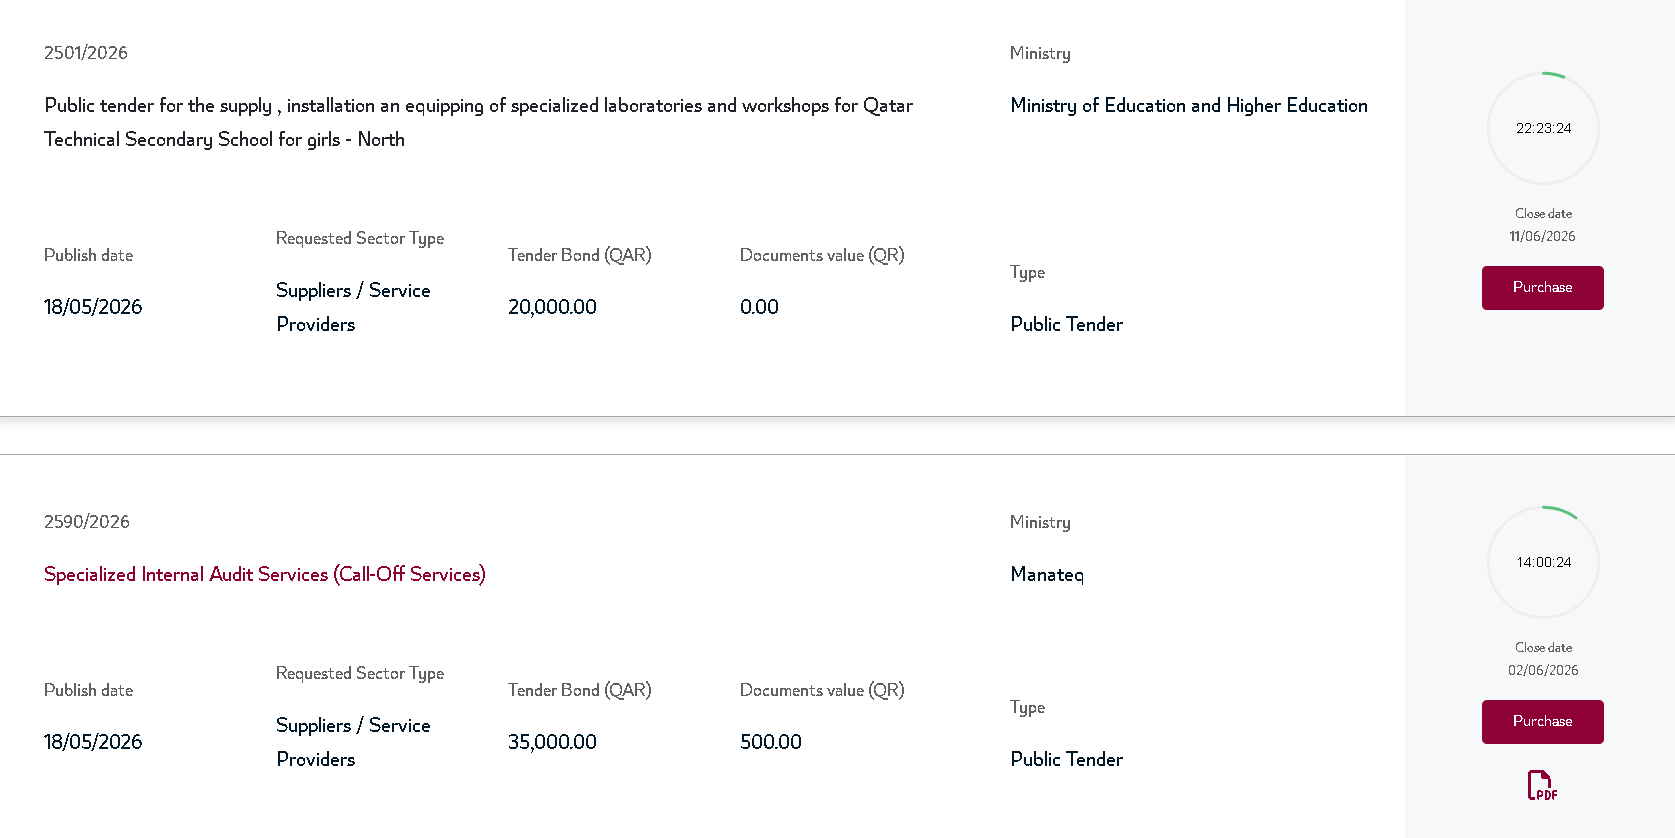 2501/2026
Public tender for the supply , installation an equipping of specialized laboratories and workshops for Qatar
Technical Secondary School for girls - North
Ministry
Ministry of Education and Higher Education
22:23:24
Close date
11/06/2026
Purchase
Publish date
18/05/2026
Requested Sector Type
Suppliers / Service
Providers
Tender Bond (QAR)
20,000.00
Documents value (QR)
0.00
Type
Public Tender
2590/2026
Specialized Internal Audit Services (Call-Off Services)
Ministry
Manateq
14:00:24
Close date
02/06/2026
Purchase
PDF
Publish date
18/05/2026
Requested Sector Type
Suppliers / Service
Providers
Tender Bond (QAR)
35,000.00
Documents value (QR)
500.00
Type
Public Tender